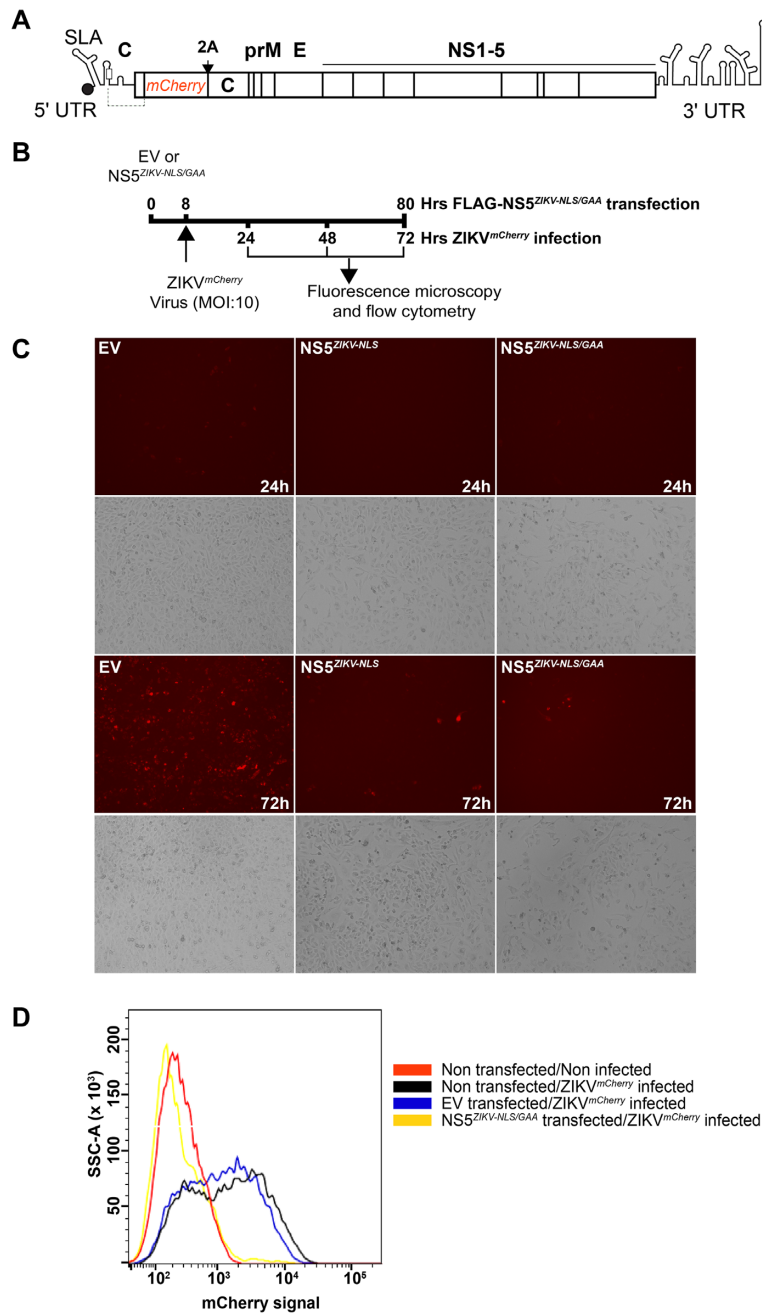 A
SLA
C
2A
prM E
NS1-5
mCherry
C
5' UTR
3' UTR
B
EV or
NS5ZIKV-NLS/GAA
0 8 80 Hrs FLAG-NS5ZIKV-NLS/GAA transfection
24 48 72 Hrs ZIKVmCherry infection
ZIKVmCherry
Virus (MOI:10)
Fluorescence microscopy
and flow cytometry
C
EV NS5ZIKV-NLS NS5ZIKV-NLS/GAA
24h 24h 24h
EV NS5ZIKV-NLS NS5ZIKV-NLS/GAA
72h 72h 72h
D
SSC-A (x 10³)
200
150
100
50
10² 10³ 10⁴ 10⁵
mCherry signal
Non transfected/Non infected
Non transfected/ZIKVmCherry infected
EV transfected/ZIKVmCherry infected
NS5ZIKV-NLS/GAA transfected/ZIKVmCherry infected